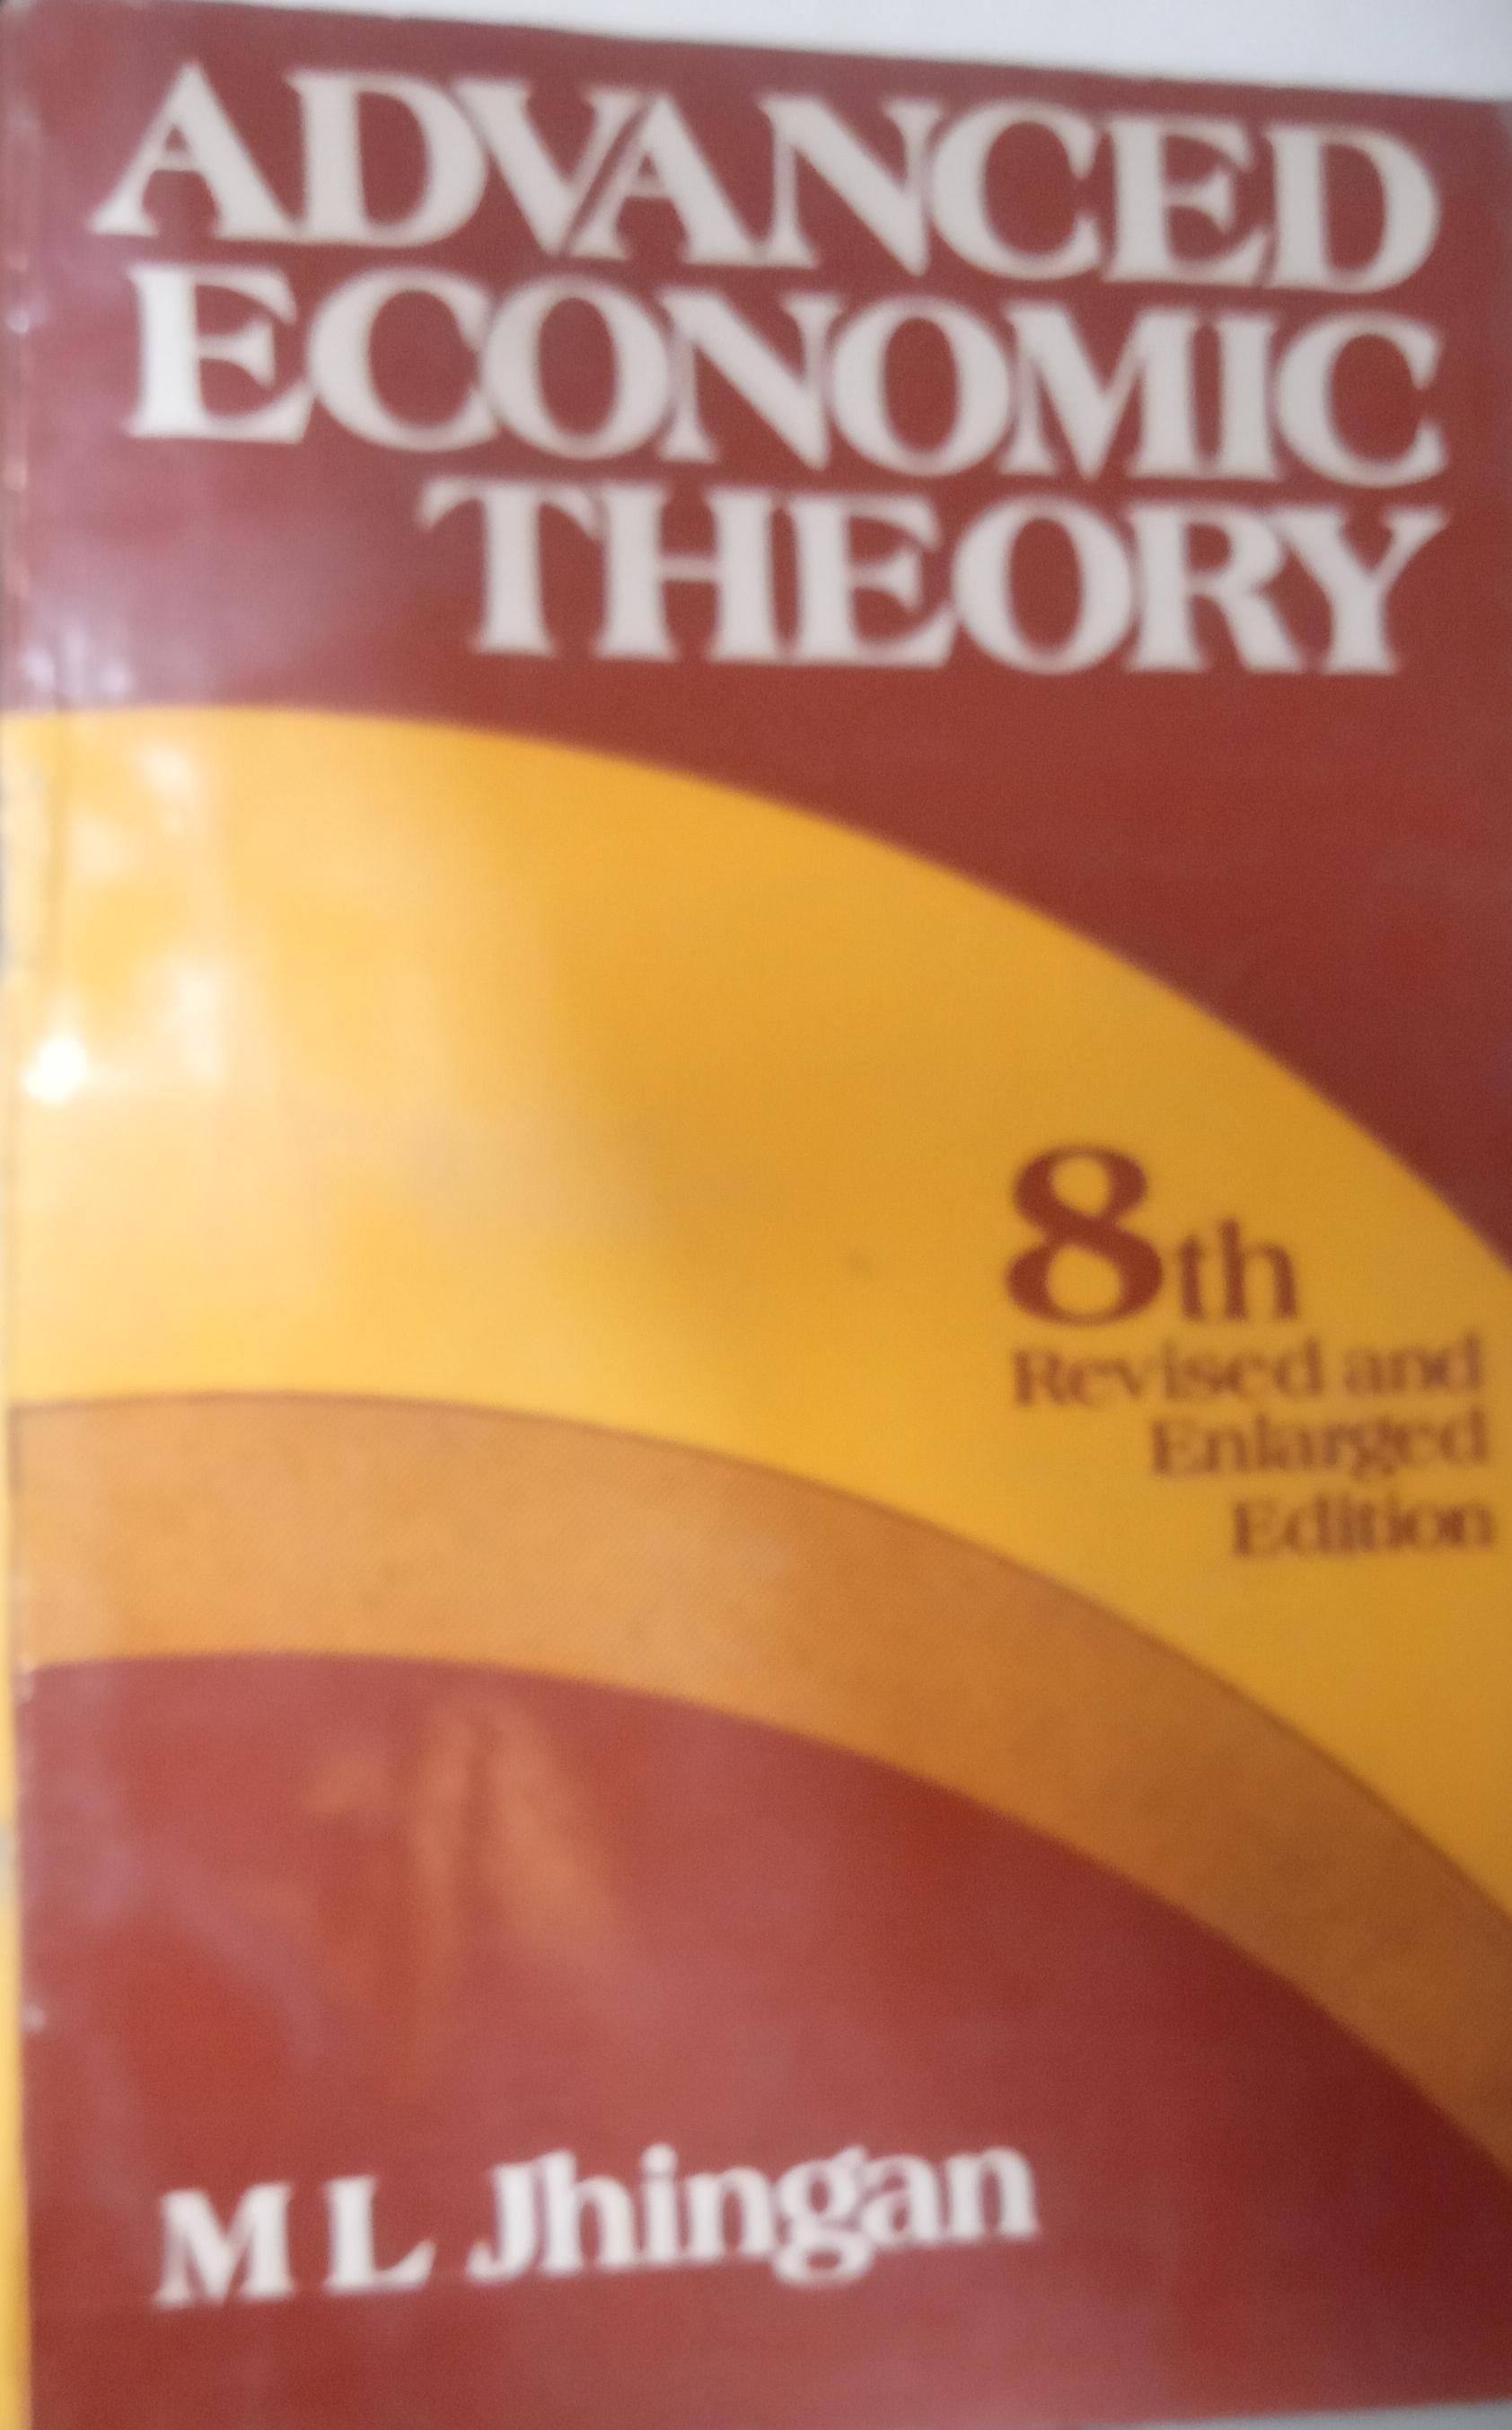 ADVANCED
ECONOMIC
THEORY
8th
Revised and
Enlarged
Edition
M L Jhingan